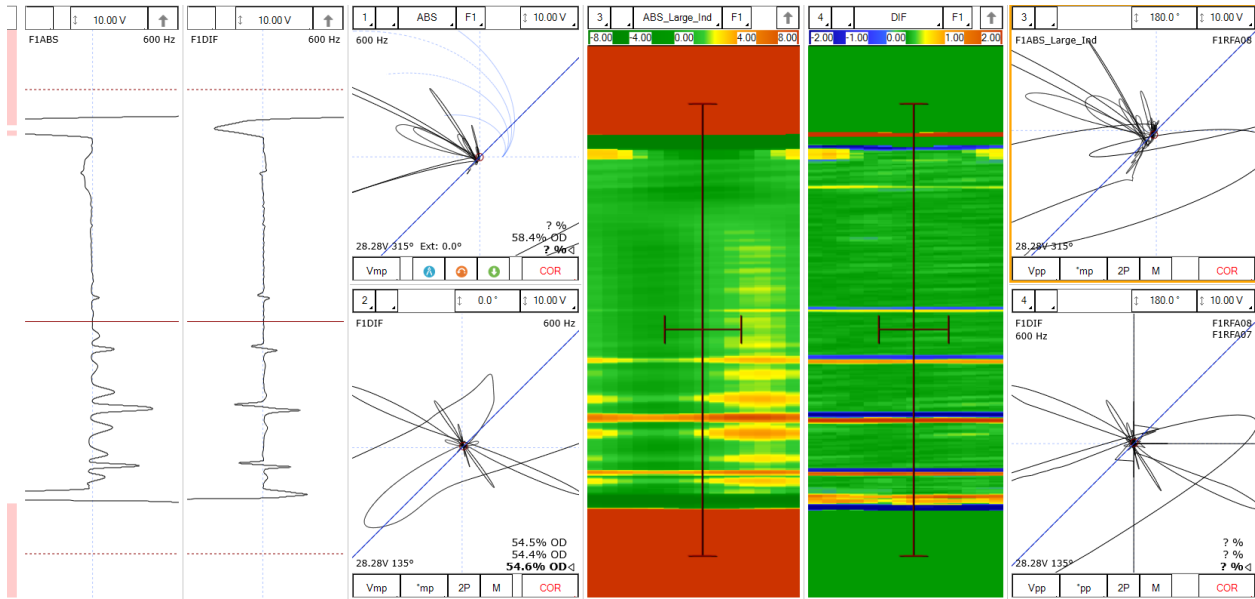 10.00 V
F1ABS 600 Hz
10.00 V
F1DIF 600 Hz
1 ABS F1 10.00 V
600 Hz
? %
58.4% OD
? %
28.28V 315° Ext: 0.0°
Vmp COR
2 0.0 ° 10.00 V
F1DIF 600 Hz
54.5% OD
54.4% OD
54.6% OD
28.28V 135°
Vmp *mp 2P M COR
3 ABS_Large_Ind F1
-8.00 -4.00 0.00 4.00 8.00
4 DIF F1
-2.00 -1.00 0.00 1.00 2.00
3 180.0 ° 10.00 V
F1ABS_Large_Ind F1RFA08
28.28V 315°
Vpp *mp 2P M COR
4 180.0 ° 10.00 V
F1DIF F1RFA08
600 Hz F1RFA07
? %
? %
? %
28.28V 135°
Vpp *pp 2P M COR